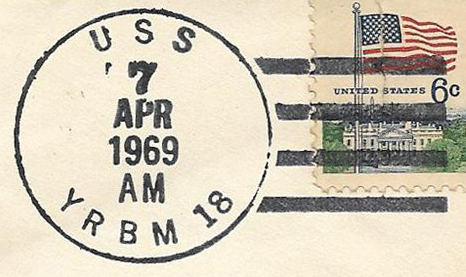 USS
'7
APR
1969
AM
YRBM 18
UNITED STATES 6c